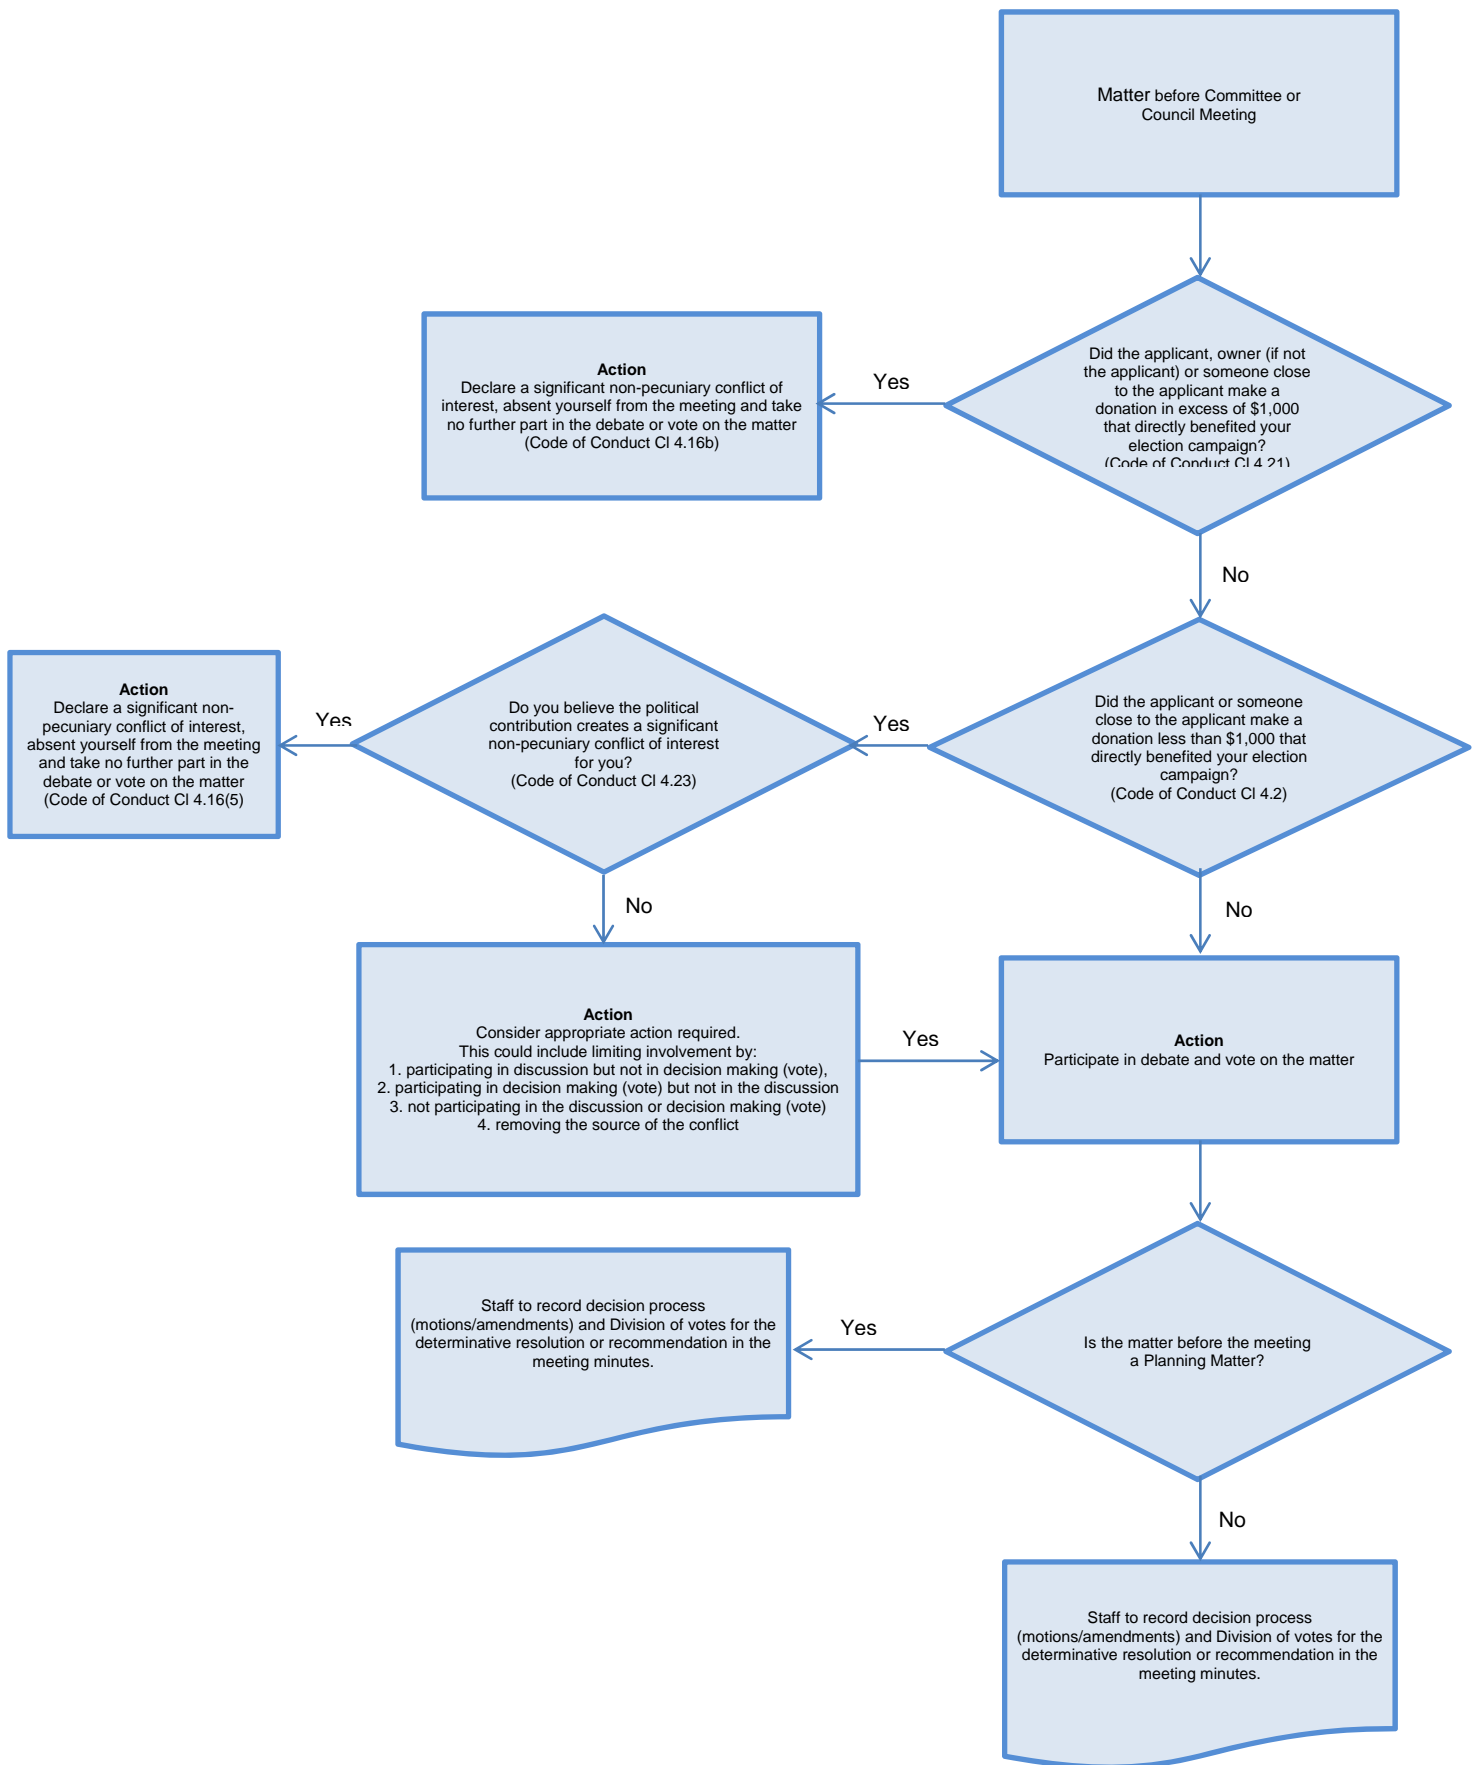 Matter before Committee or
Council Meeting
Did the applicant, owner (if not
the applicant) or someone close
to the applicant make a
donation in excess of $1,000
that directly benefited your
election campaign?
(Code of Conduct Cl 4.21)
Yes
Action
Declare a significant non-pecuniary conflict of
interest, absent yourself from the meeting and take
no further part in the debate or vote on the matter
(Code of Conduct Cl 4.16b)
No
Did the applicant or someone
close to the applicant make a
donation less than $1,000 that
directly benefited your election
campaign?
(Code of Conduct Cl 4.2)
Yes
Do you believe the political
contribution creates a significant
non-pecuniary conflict of interest
for you?
(Code of Conduct Cl 4.23)
Yes
Action
Declare a significant non-
pecuniary conflict of interest,
absent yourself from the meeting
and take no further part in the
debate or vote on the matter
(Code of Conduct Cl 4.16(5)
No
No
Action
Consider appropriate action required.
This could include limiting involvement by:
1. participating in discussion but not in decision making (vote),
2. participating in decision making (vote) but not in the discussion
3. not participating in the discussion or decision making (vote)
4. removing the source of the conflict
Yes
Action
Participate in debate and vote on the matter
Is the matter before the meeting
a Planning Matter?
Yes
Staff to record decision process
(motions/amendments) and Division of votes for the
determinative resolution or recommendation in the
meeting minutes.
No
Staff to record decision process
(motions/amendments) and Division of votes for the
determinative resolution or recommendation in the
meeting minutes.